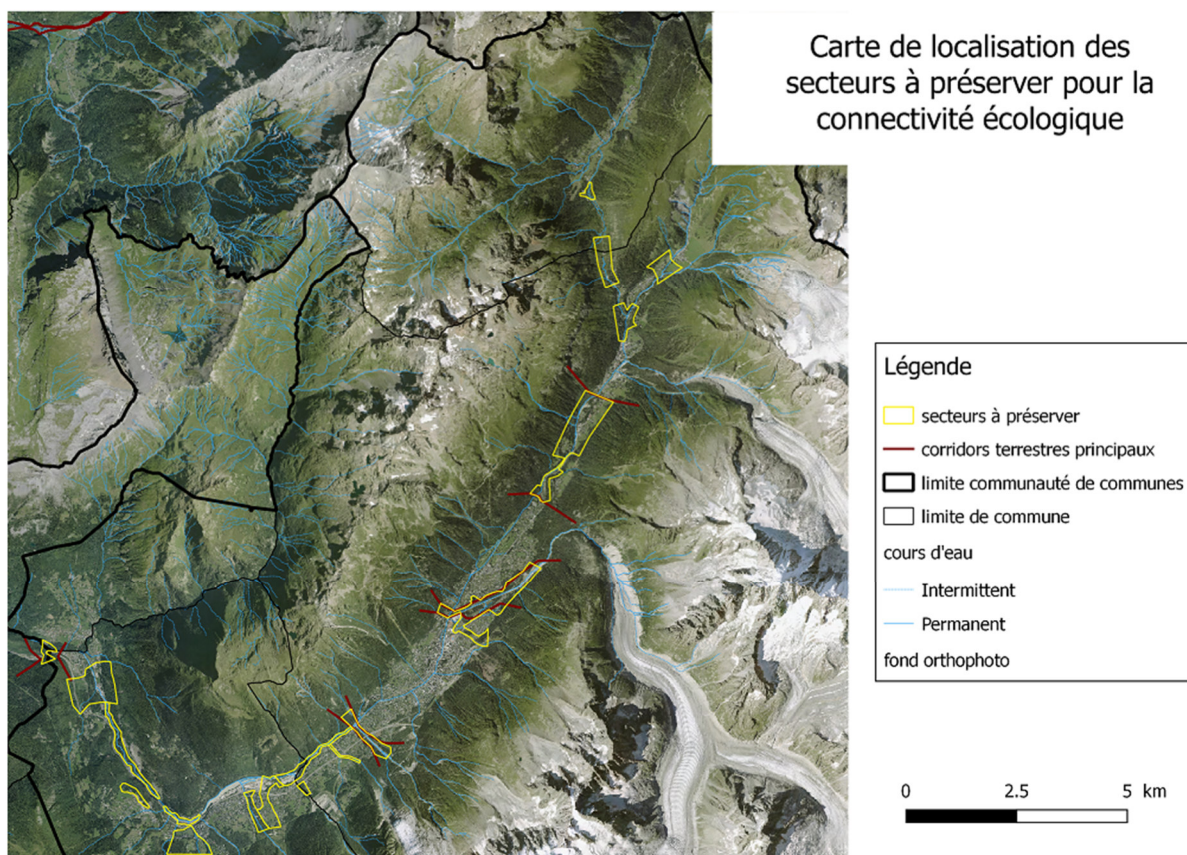 Carte de localisation des
secteurs à préserver pour la
connectivité écologique
Légende
secteurs à préserver
corridors terrestres principaux
limite communauté de communes
limite de commune
cours d'eau
Intermittent
Permanent
fond orthophoto
0 2.5 5 km